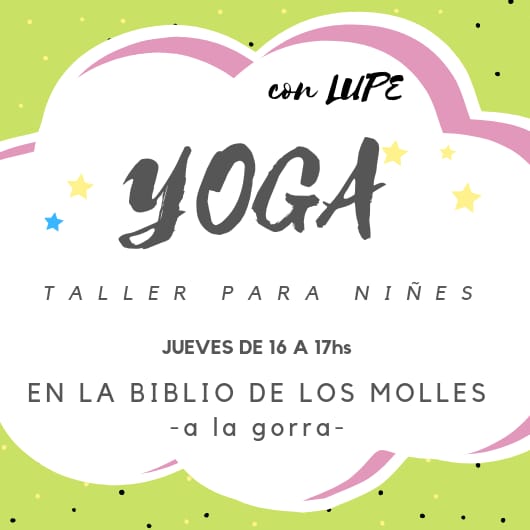 con LUPE
YOGA
TALLER PARA NIÑES
JUEVES DE 16 A 17hs
EN LA BIBLIO DE LOS MOLLES
-a la gorra-